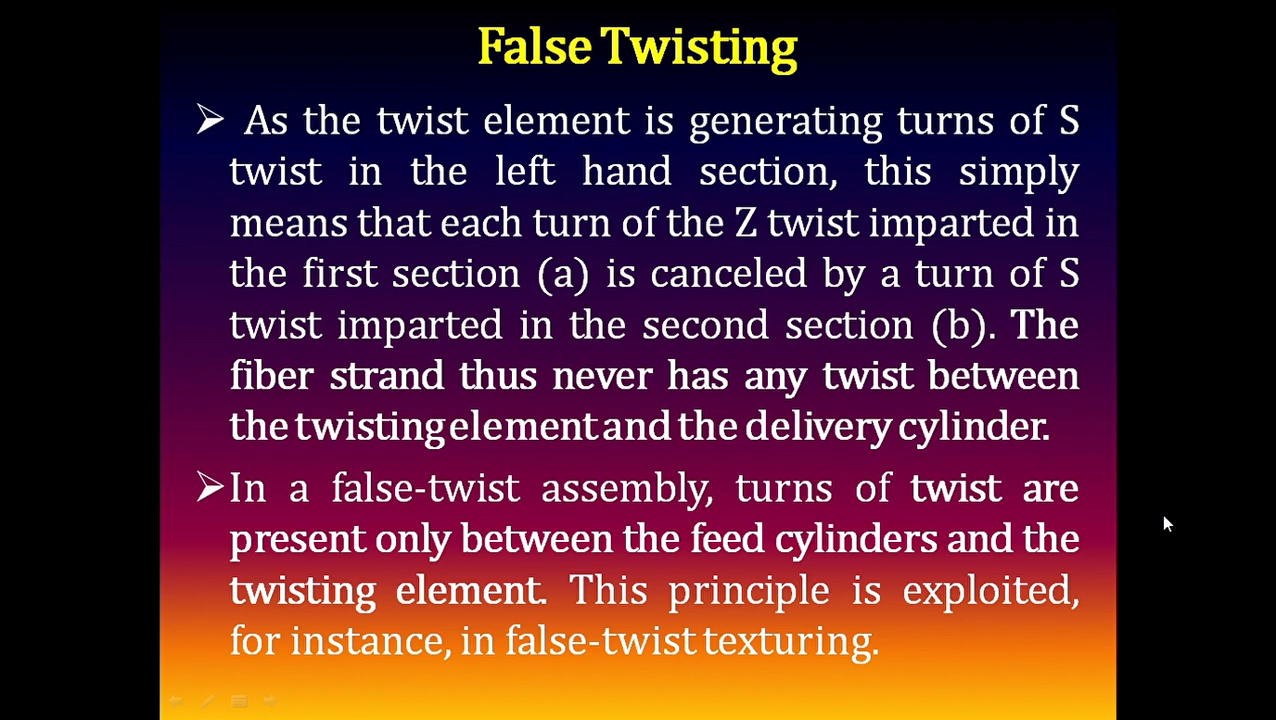 False Twisting
➢ As the twist element is generating turns of S
twist in the left hand section, this simply
means that each turn of the Z twist imparted in
the first section (a) is canceled by a turn of S
twist imparted in the second section (b). The
fiber strand thus never has any twist between
the twisting element and the delivery cylinder.
➢ In a false-twist assembly, turns of twist are
present only between the feed cylinders and the
twisting element. This principle is exploited,
for instance, in false-twist texturing.